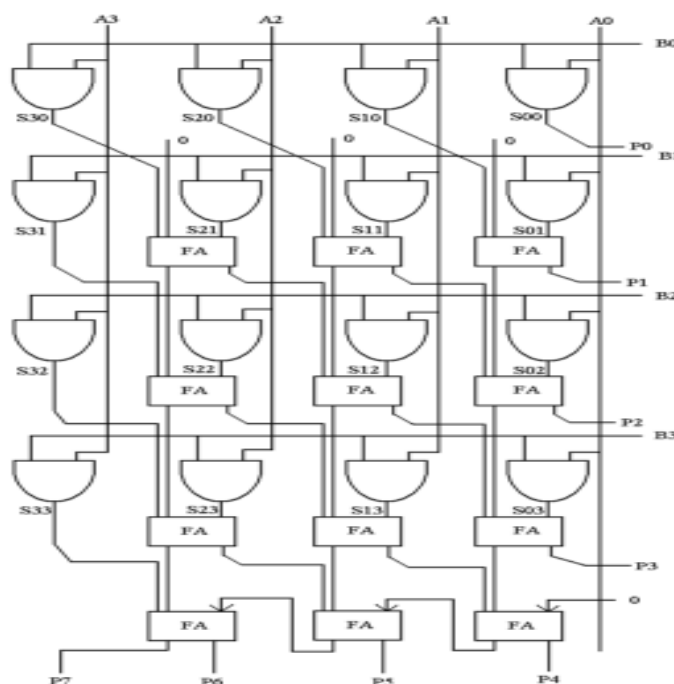 A3 A2 A1 A0
B0
S30 S20 S10 S00
0 0 0
P0
B1
S31 S21 S11 S01
FA FA FA
P1
B2
S32 S22 S12 S02
FA FA FA
P2
B3
S33 S23 S13 S03
FA FA FA
P3
0
FA FA FA
P7 P6 P5 P4